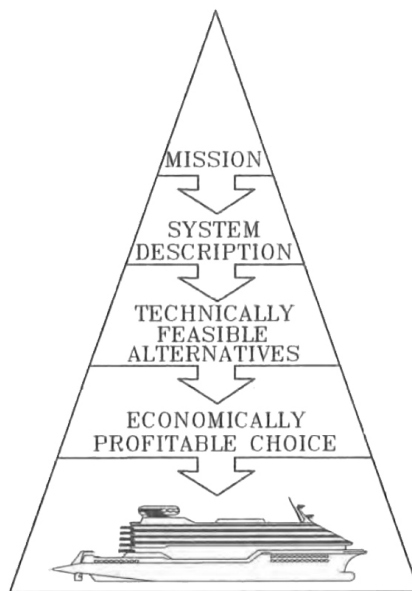 MISSION
SYSTEM
DESCRIPTION
TECHNICALLY
FEASIBLE
ALTERNATIVES
ECONOMICALLY
PROFITABLE CHOICE